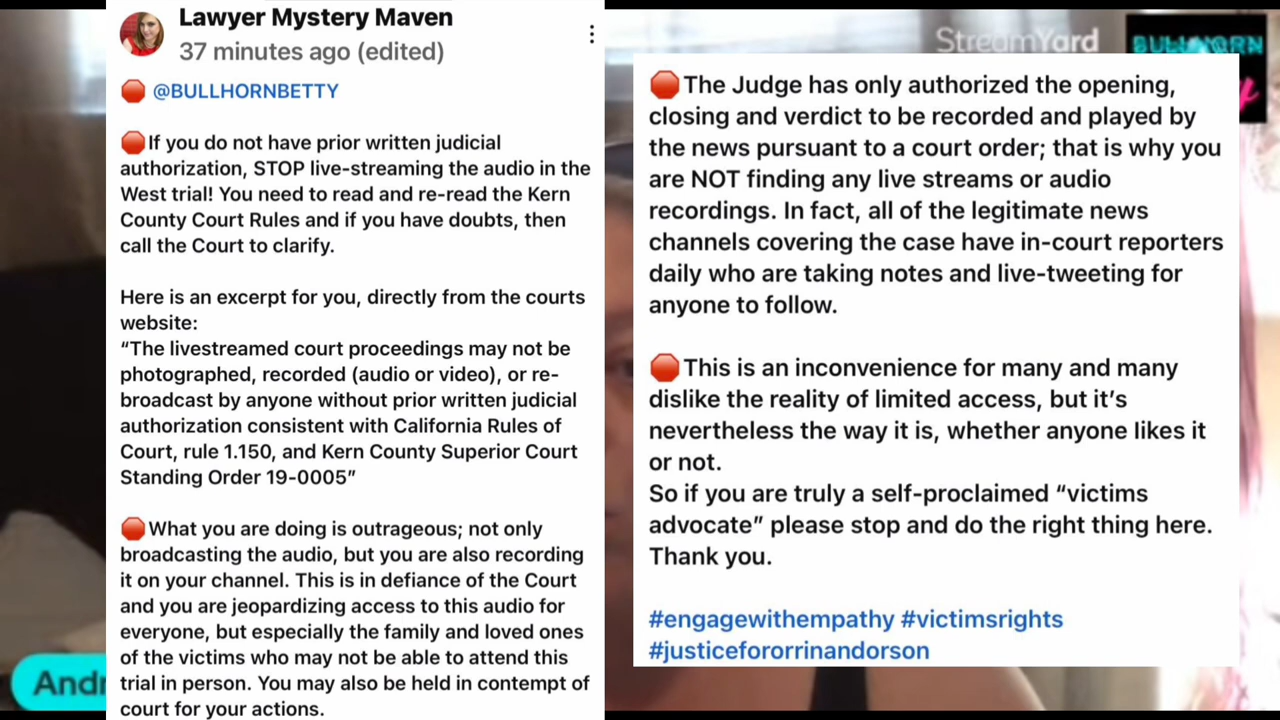 Lawyer Mystery Maven
37 minutes ago (edited)
@BULLHORNBETTY
If you do not have prior written judicial
authorization, STOP live-streaming the audio in the
West trial! You need to read and re-read the Kern
County Court Rules and if you have doubts, then
call the Court to clarify.
Here is an excerpt for you, directly from the courts
website:
“The livestreamed court proceedings may not be
photographed, recorded (audio or video), or re-
broadcast by anyone without prior written judicial
authorization consistent with California Rules of
Court, rule 1.150, and Kern County Superior Court
Standing Order 19-0005”
What you are doing is outrageous; not only
broadcasting the audio, but you are also recording
it on your channel. This is in defiance of the Court
and you are jeopardizing access to this audio for
everyone, but especially the family and loved ones
of the victims who may not be able to attend this
trial in person. You may also be held in contempt of
court for your actions.
StreamYard
BULLHORN
The Judge has only authorized the opening,
closing and verdict to be recorded and played by
the news pursuant to a court order; that is why you
are NOT finding any live streams or audio
recordings. In fact, all of the legitimate news
channels covering the case have in-court reporters
daily who are taking notes and live-tweeting for
anyone to follow.
This is an inconvenience for many and many
dislike the reality of limited access, but it’s
nevertheless the way it is, whether anyone likes it
or not.
So if you are truly a self-proclaimed “victims
advocate” please stop and do the right thing here.
Thank you.
#engagewithempathy #victimsrights
#justicefororrinandorson
Andr